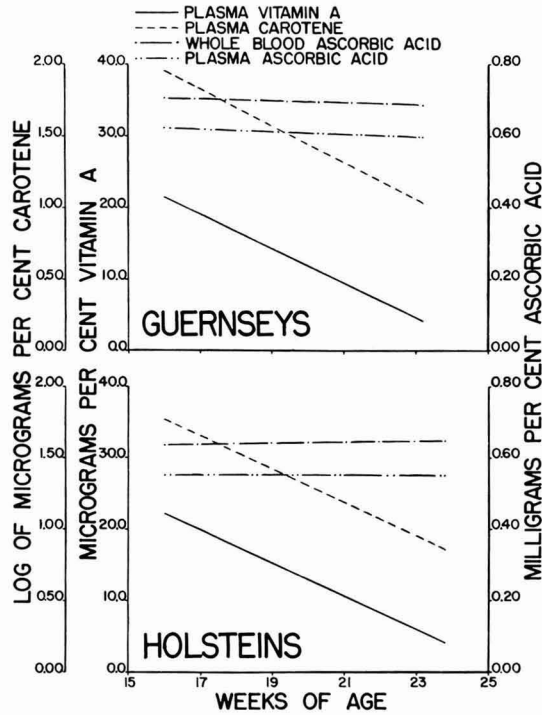 PLASMA VITAMIN A
PLASMA CAROTENE
WHOLE BLOOD ASCORBIC ACID
PLASMA ASCORBIC ACID
LOG OF MICROGRAMS PER CENT CAROTENE
2.00
1.50
1.00
0.50
0.00
2.00
1.50
1.00
0.50
0.00
MICROGRAMS PER CENT VITAMIN A
40.0
30.0
20.0
10.0
0.0
40.0
30.0
20.0
10.0
0.0
GUERNSEYS
HOLSTEINS
0.80
0.60
0.40
0.20
0.00
0.80
0.60
0.40
0.20
0.00
MILLIGRAMS PER CENT ASCORBIC ACID
15 17 19 21 23 25
WEEKS OF AGE